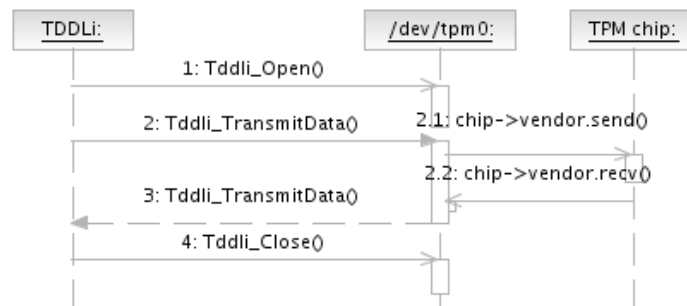 TDDLi:
/dev/tpm0:
TPM chip:
1: Tddli_Open()
2: Tddli_TransmitData()
2.1: chip->vendor.send()
2.2: chip->vendor.recv()
3: Tddli_TransmitData()
4: Tddli_Close()